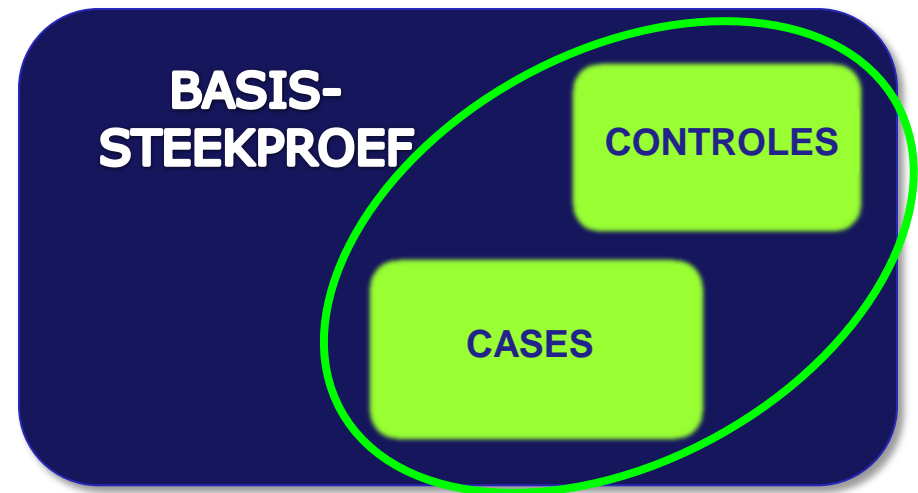 BASIS-
STEEKPROEF
CONTROLES
CASES